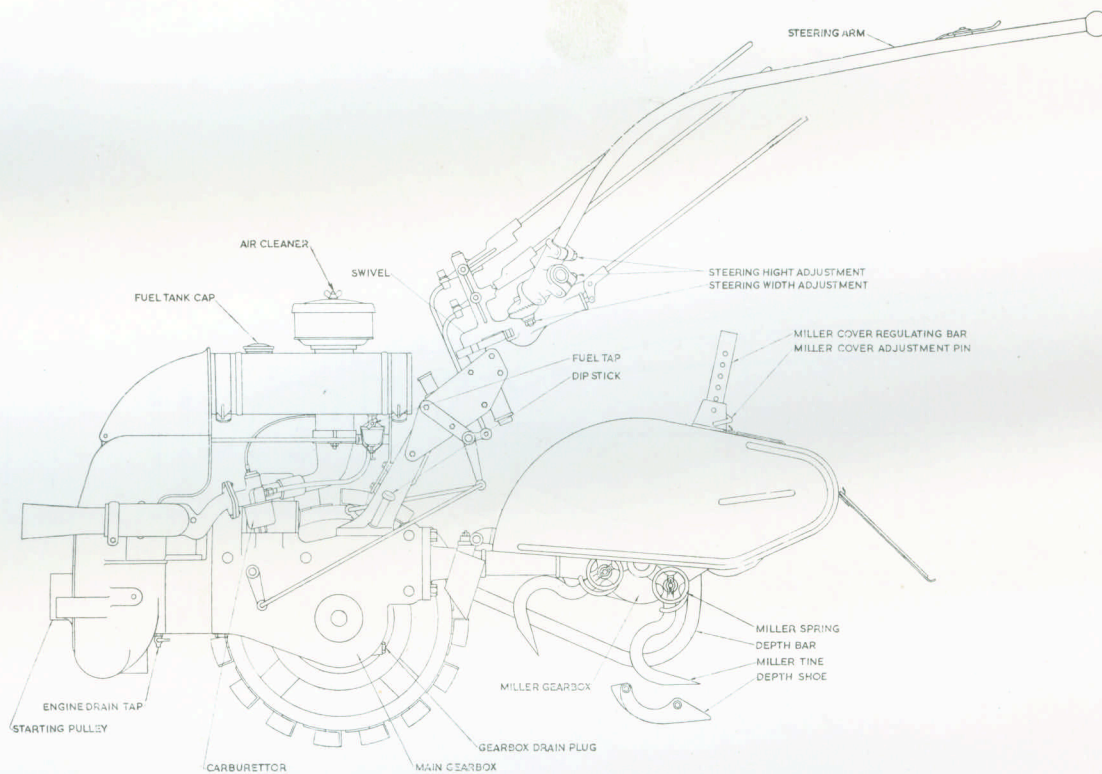 STEERING ARM
AIR CLEANER
SWIVEL
STEERING HIGHT ADJUSTMENT
STEERING WIDTH ADJUSTMENT
FUEL TANK CAP
MILLER COVER REGULATING BAR
MILLER COVER ADJUSTMENT PIN
FUEL TAP
DIP STICK
MILLER SPRING
DEPTH BAR
MILLER TINE
DEPTH SHOE
MILLER GEARBOX
ENGINE DRAIN TAP
STARTING PULLEY
GEARBOX DRAIN PLUG
CARBURETTOR
MAIN GEARBOX